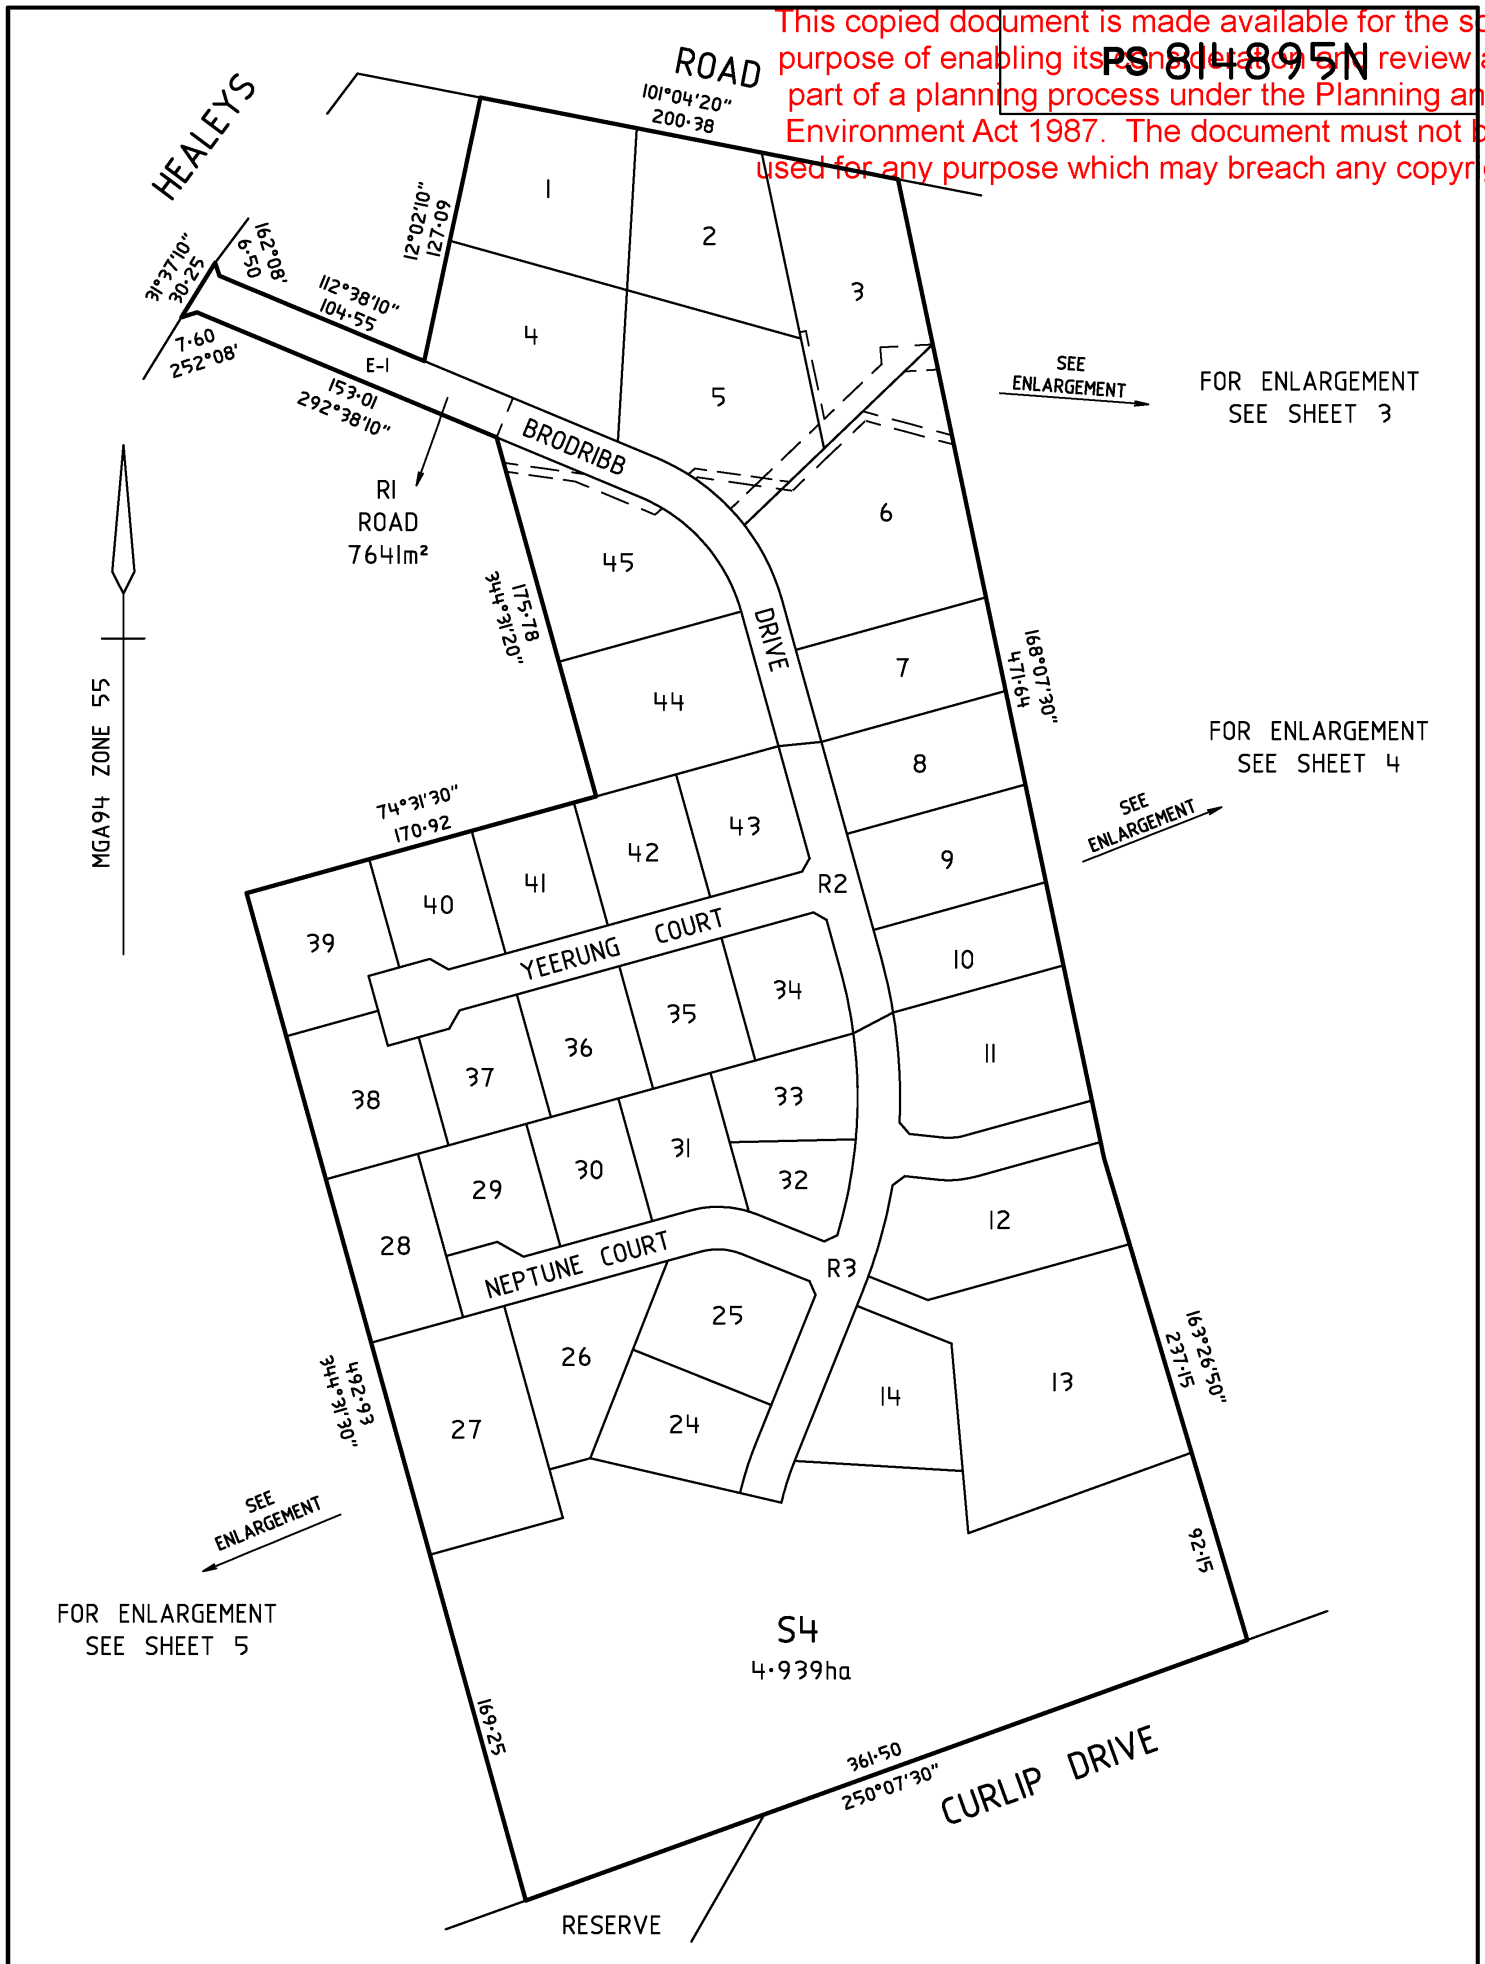 This copied document is made available for the
purpose of enabling its consideration and review
part of a planning process under the Planning
Environment Act 1987. The document must not
used for any purpose which may breach any
PS 814895N
HEALEYS
ROAD
101°04'20"
200·38
12°02'10"
127·09
162°08'
6·50
31°37'10"
30·25
112°38'10"
104·55
7·60
252°08'
E-1
153·01
292°38'10"
1
2
3
4
5
SEE
ENLARGEMENT
FOR ENLARGEMENT
SEE SHEET 3
BRODRIBB
DRIVE
R1
ROAD
7641m²
6
45
175·78
344°31'20"
MGA94 ZONE 55
44
7
168°07'30"
471·64
FOR ENLARGEMENT
SEE SHEET 4
SEE
ENLARGEMENT
8
74°31'30"
170·92
43
42
41
40
39
9
R2
YEERUNG COURT
10
34
35
36
37
38
11
33
32
31
30
29
28
12
NEPTUNE COURT
R3
25
26
27
24
14
13
163°26'50"
237·15
492·93
344°31'30"
SEE
ENLARGEMENT
FOR ENLARGEMENT
SEE SHEET 5
92·15
S4
4·939ha
169·25
361·50
250°07'30"
CURLIP DRIVE
RESERVE